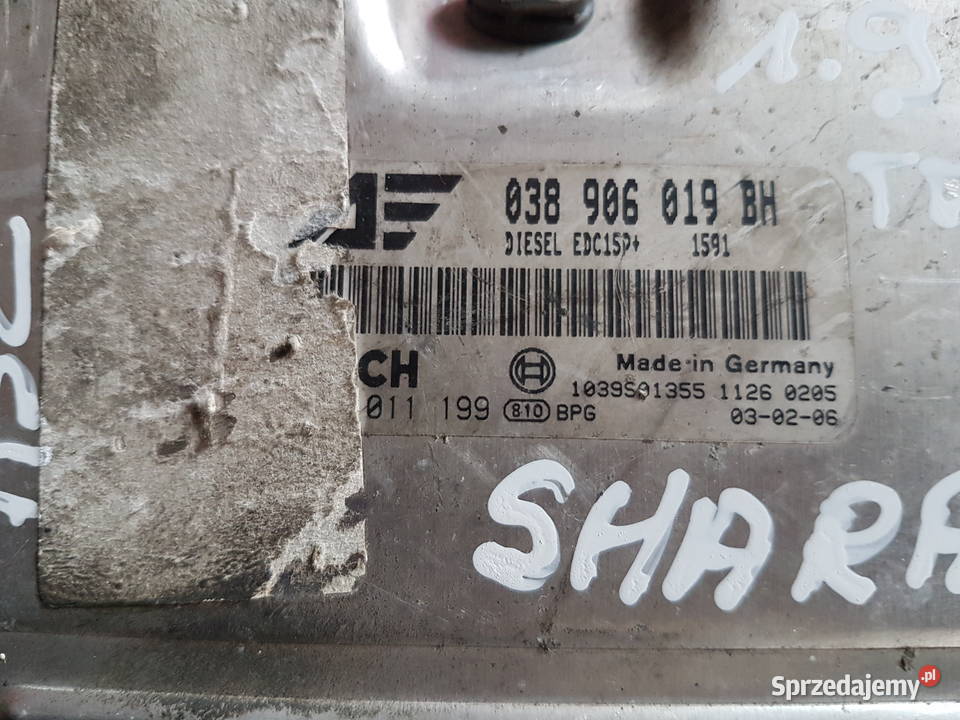 1.9
038 906 019 BH
DIESEL EDC15P+ 1591
CH
Made in Germany
1039S01355 1126 0205
011 199 810 BPG 03-02-06
SHARA
Sprzedajemy.pl